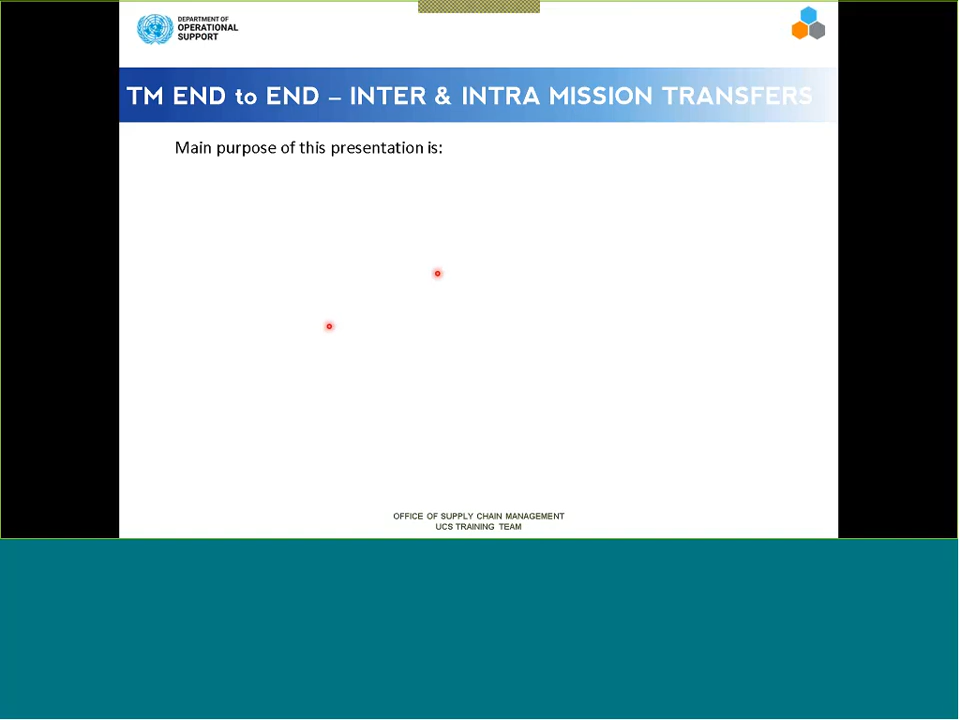 DEPARTMENT OF
OPERATIONAL
SUPPORT
TM END to END – INTER & INTRA MISSION TRANSFERS
Main purpose of this presentation is:
OFFICE OF SUPPLY CHAIN MANAGEMENT
UCS TRAINING TEAM